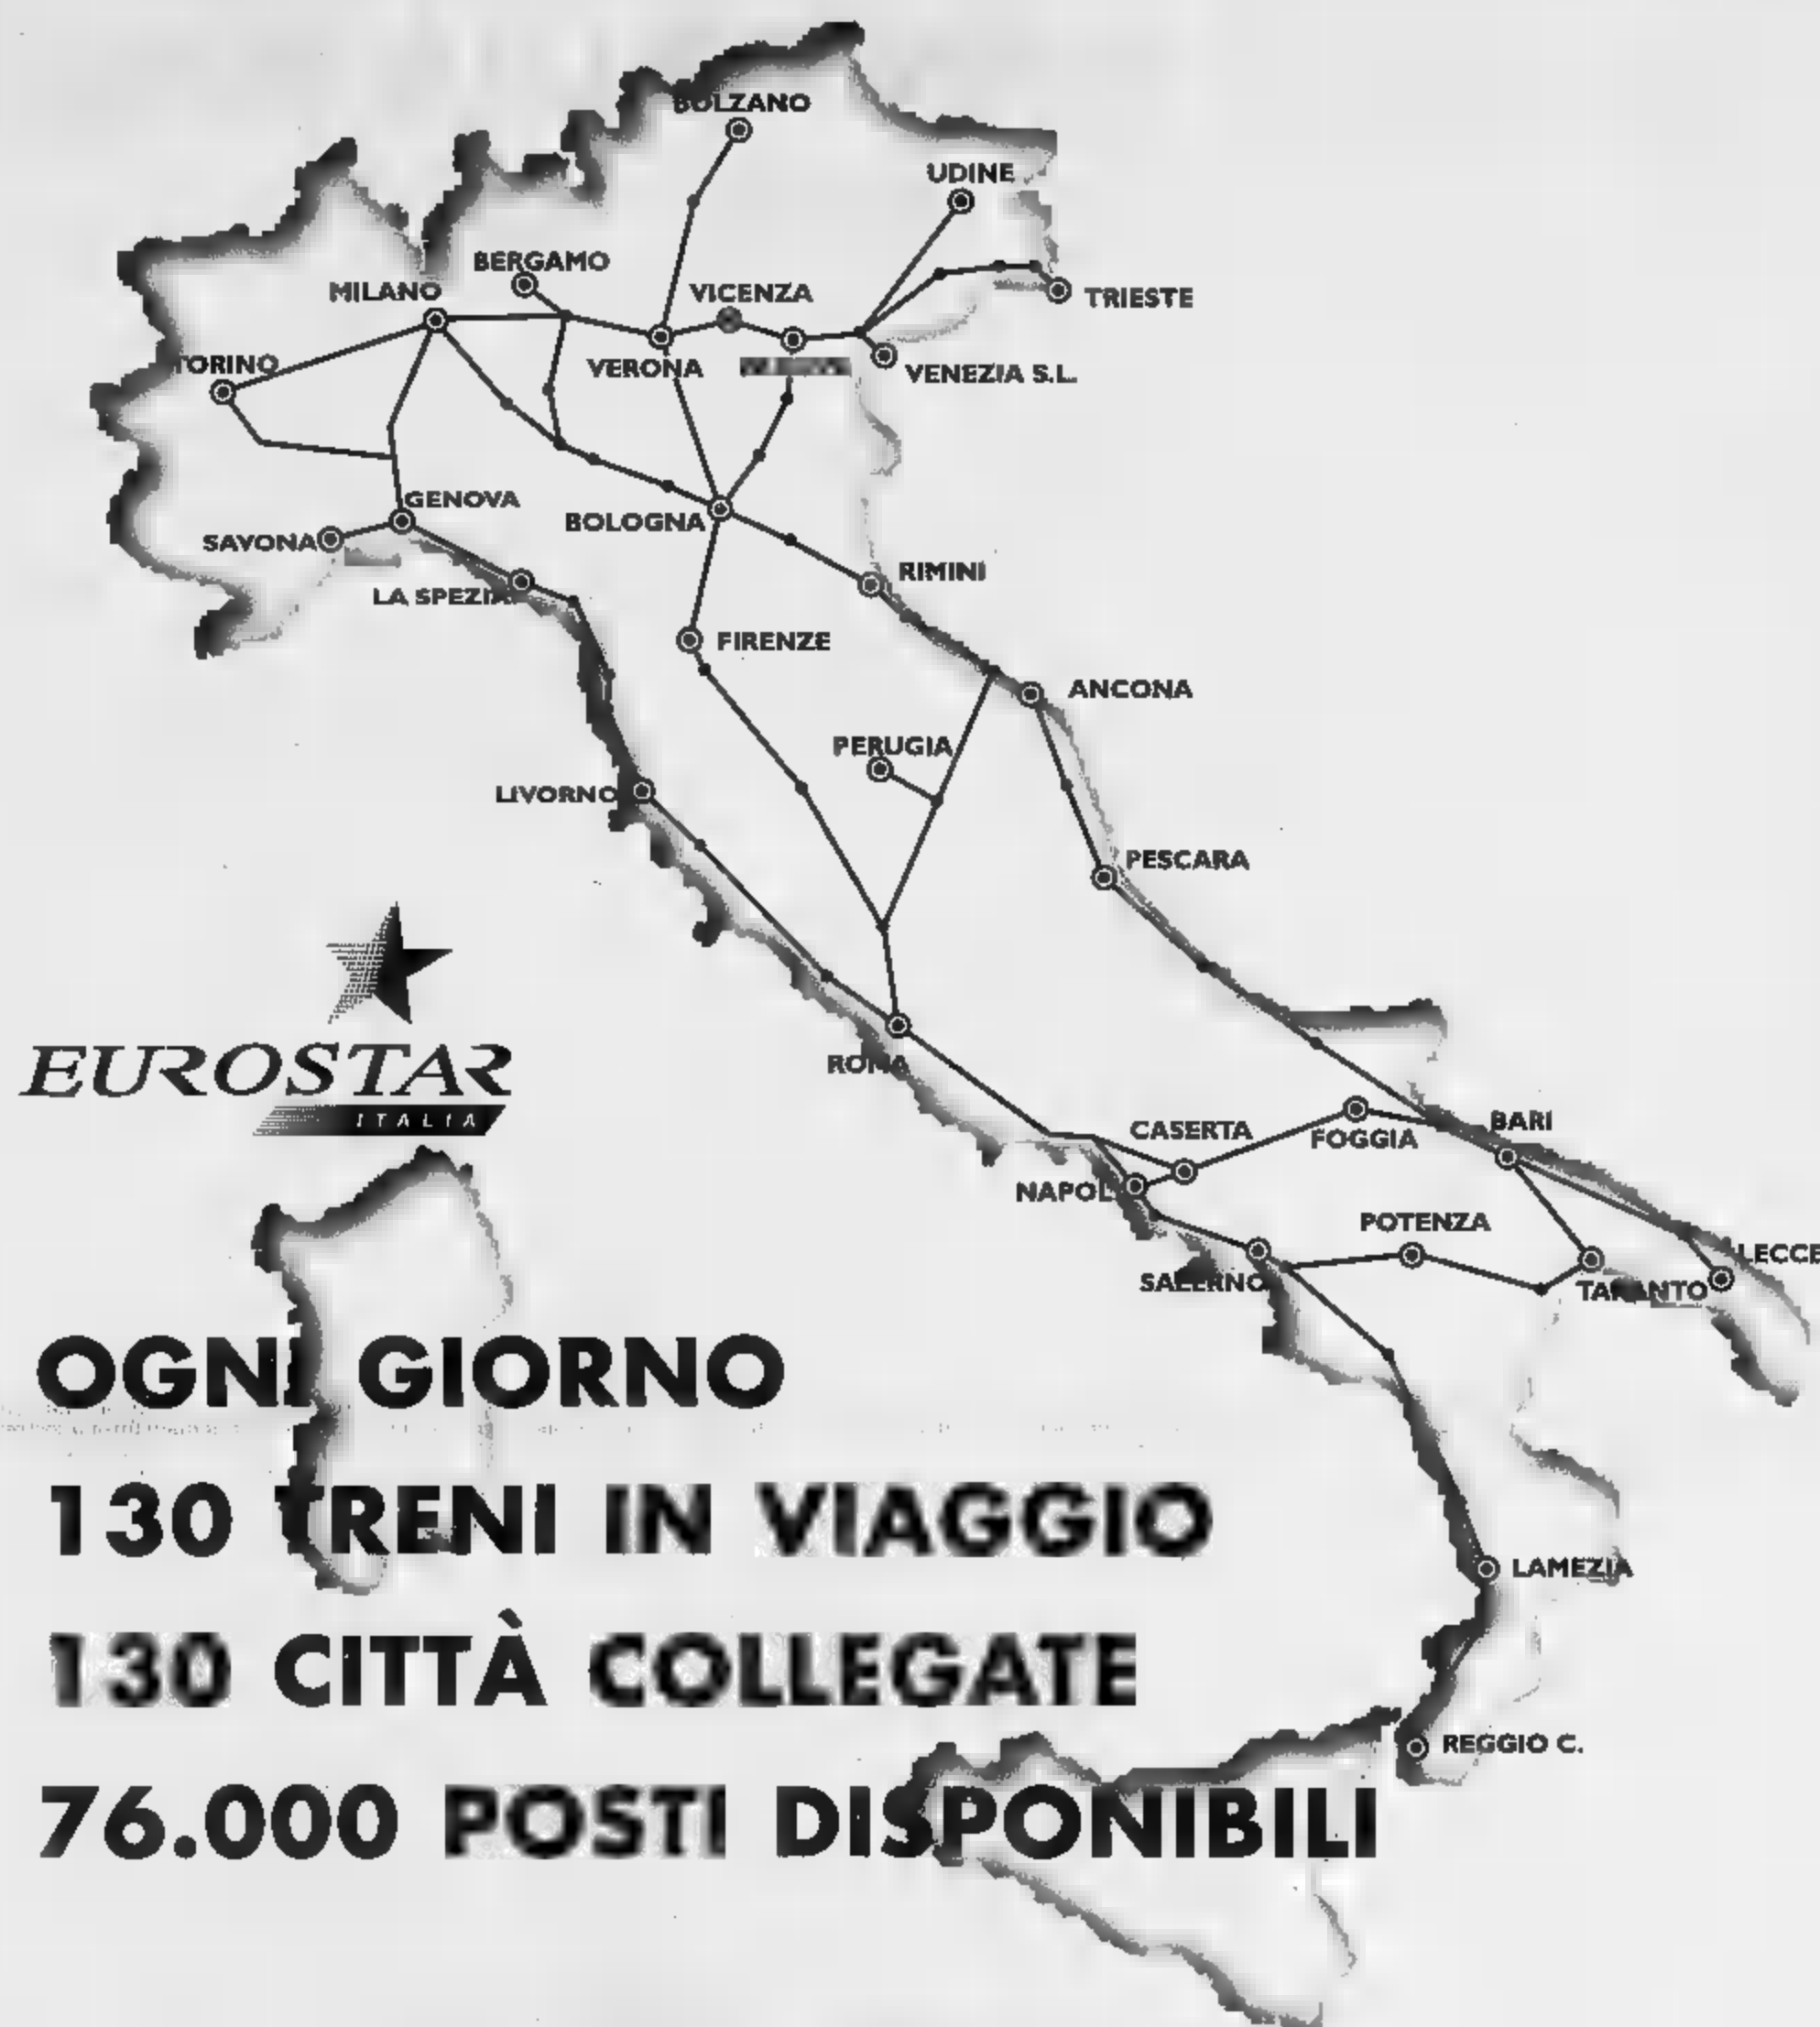 BOLZANO
UDINE
BERGAMO
MILANO
VICENZA
TRIESTE
TORINO
VERONA
VENEZIA S.L.
GENOVA
BOLOGNA
SAVONA
RIMINI
LA SPEZIA
FIRENZE
ANCONA
PERUGIA
LIVORNO
PESCARA
EUROSTAR
ITALIA
ROMA
CASERTA
FOGGIA
BARI
NAPOLI
POTENZA
LECCE
SALERNO
TARANTO
OGNI GIORNO
130 TRENI IN VIAGGIO
LAMEZIA
130 CITTÀ COLLEGATE
REGGIO C.
76.000 POSTI DISPONIBILI